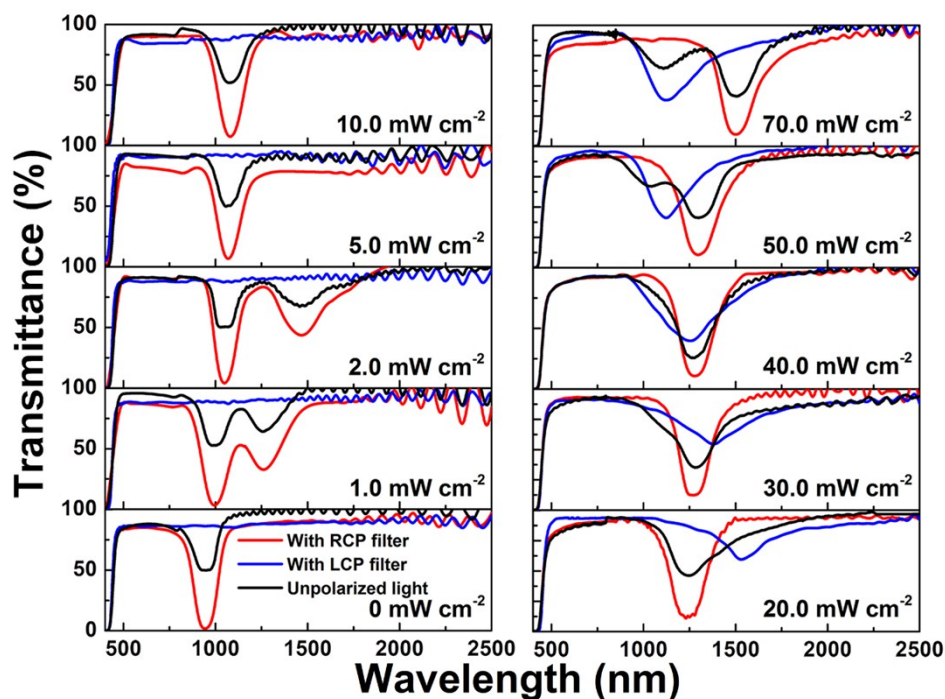 Transmittance (%)
100
50
10.0 mW cm-2
100
50
5.0 mW cm-2
100
50
2.0 mW cm-2
100
50
1.0 mW cm-2
100
50
With RCP filter
With LCP filter
Unpolarized light
0 mW cm-2
0
500 1000 1500 2000 2500
70.0 mW cm-2
50.0 mW cm-2
40.0 mW cm-2
30.0 mW cm-2
20.0 mW cm-2
500 1000 1500 2000 2500
Wavelength (nm)